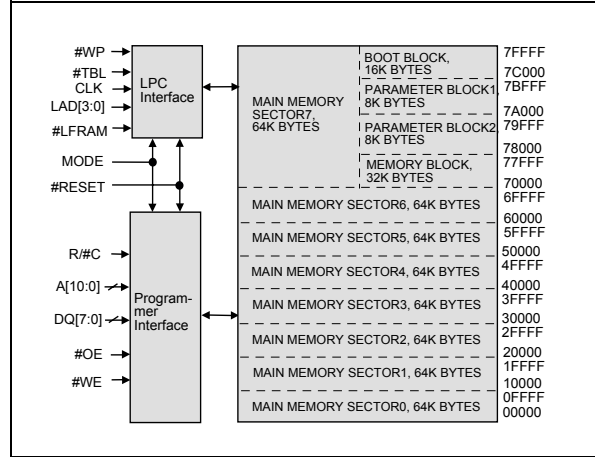 #WP
#TBL
CLK
LAD[3:0]
#LFRAM
MODE
#RESET
R/#C
A[10:0]
DQ[7:0]
#OE
#WE
LPC
Interface
Program-
mer
Interface
MAIN MEMORY
SECTOR7,
64K BYTES
BOOT BLOCK,
16K BYTES
PARAMETER BLOCK1,
8K BYTES
PARAMETER BLOCK2,
8K BYTES
MEMORY BLOCK,
32K BYTES
MAIN MEMORY SECTOR6, 64K BYTES
MAIN MEMORY SECTOR5, 64K BYTES
MAIN MEMORY SECTOR4, 64K BYTES
MAIN MEMORY SECTOR3, 64K BYTES
MAIN MEMORY SECTOR2, 64K BYTES
MAIN MEMORY SECTOR1, 64K BYTES
MAIN MEMORY SECTOR0, 64K BYTES
7FFFF
7C000
7BFFF
7A000
79FFF
78000
77FFF
70000
6FFFF
60000
5FFFF
50000
4FFFF
40000
3FFFF
30000
2FFFF
20000
1FFFF
10000
0FFFF
00000